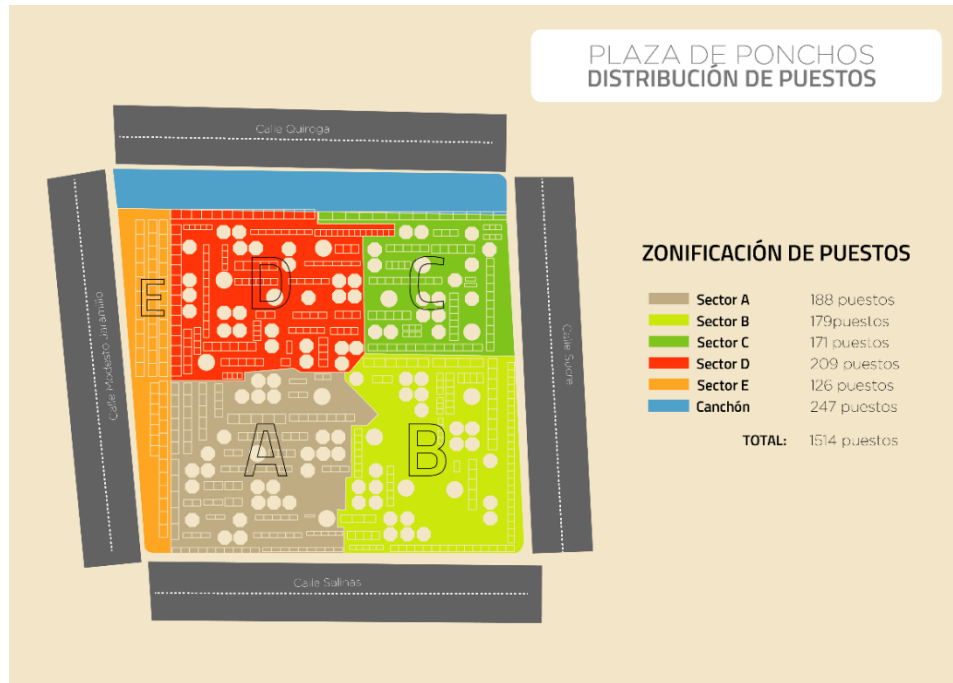 PLAZA DE PONCHOS
DISTRIBUCIÓN DE PUESTOS
Calle Quiroga
Calle Modesto Jaramillo
Calle Sucre
Calle Salinas
E
D
C
A
B
ZONIFICACIÓN DE PUESTOS
Sector A 188 puestos
Sector B 179puestos
Sector C 171 puestos
Sector D 209 puestos
Sector E 126 puestos
Canchón 247 puestos
TOTAL: 1514 puestos